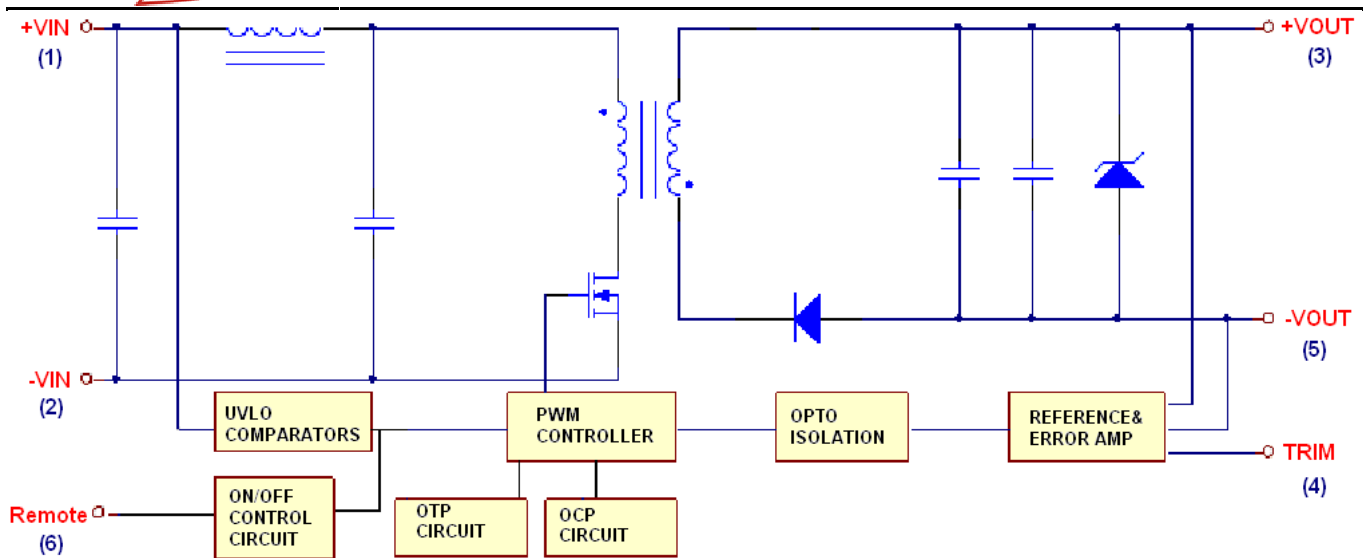 +VIN
(1)
+VOUT
(3)
-VOUT
(5)
-VIN
(2)
UVLO
COMPARATORS
PWM
CONTROLLER
OPTO
ISOLATION
REFERENCE&
ERROR AMP
TRIM
(4)
Remote
(6)
ON/OFF
CONTROL
CIRCUIT
OTP
CIRCUIT
OCP
CIRCUIT